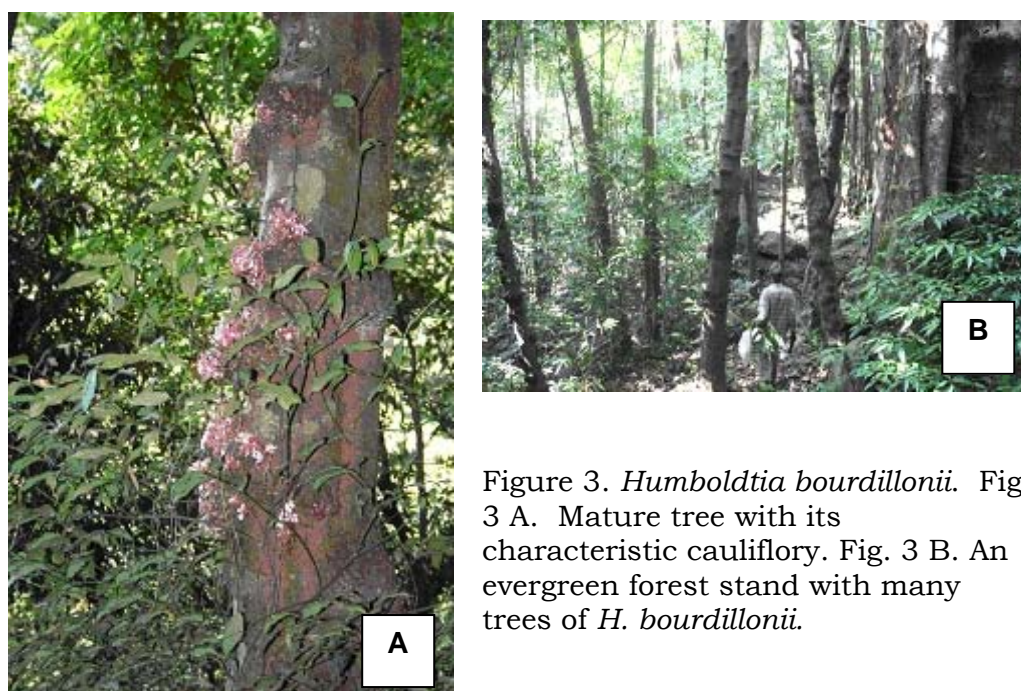 A
B
Figure 3. Humboldtia bourdillonii. Fig
3 A. Mature tree with its
characteristic cauliflory. Fig. 3 B. An
evergreen forest stand with many
trees of H. bourdillonii.